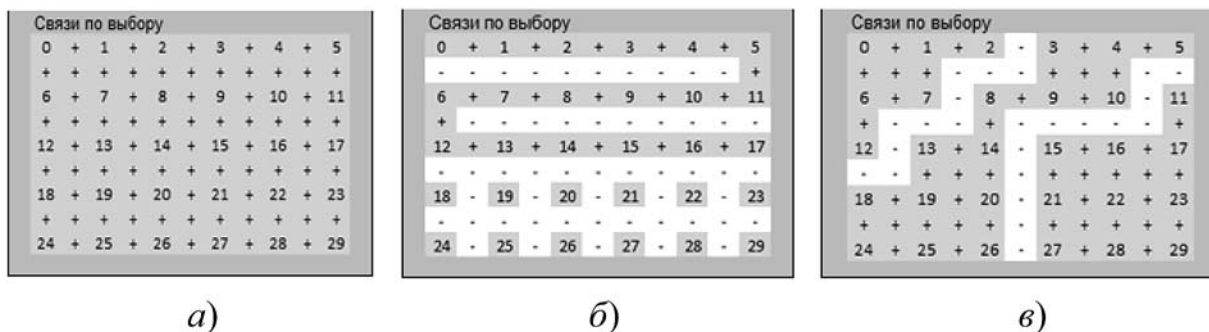 Связи по выбору
0 + 1 + 2 + 3 + 4 + 5
+ + + + + + + + + + +
6 + 7 + 8 + 9 + 10 + 11
+ + + + + + + + + + +
12 + 13 + 14 + 15 + 16 + 17
+ + + + + + + + + + +
18 + 19 + 20 + 21 + 22 + 23
+ + + + + + + + + + +
24 + 25 + 26 + 27 + 28 + 29
а)
Связи по выбору
0 + 1 + 2 + 3 + 4 + 5
- - - - - - - - - - +
6 + 7 + 8 + 9 + 10 + 11
+ - - - - - - - - - -
12 + 13 + 14 + 15 + 16 + 17
- - - - - - - - - - -
18 - 19 - 20 - 21 - 22 - 23
- - - - - - - - - - -
24 - 25 - 26 - 27 - 28 - 29
б)
Связи по выбору
0 + 1 + 2 - 3 + 4 + 5
+ + + - - - + + + - -
6 + 7 - 8 + 9 + 10 - 11
+ - - - + - - - - - +
12 - 13 + 14 - 15 + 16 + 17
- - + + + - + + + + +
18 + 19 + 20 - 21 + 22 + 23
+ + + + + - + + + + +
24 + 25 + 26 - 27 + 28 + 29
в)